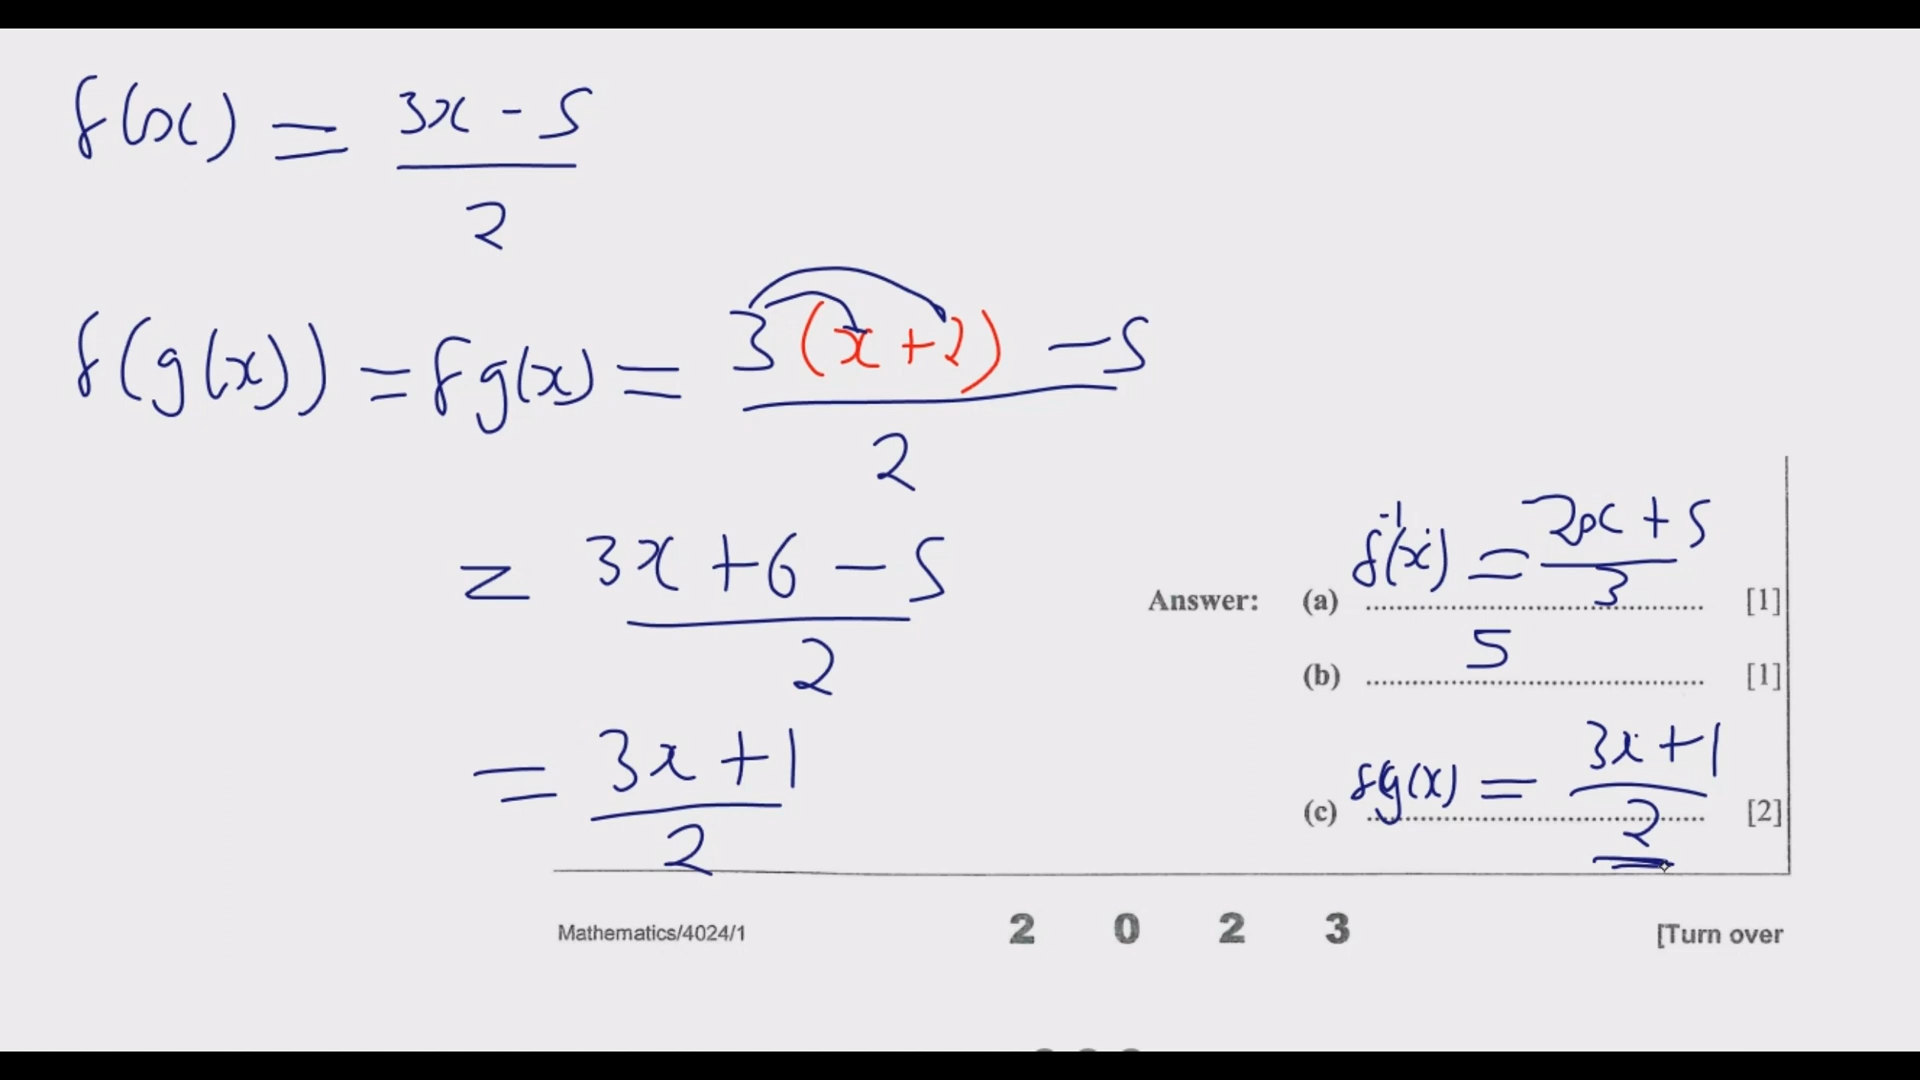 f(x) = 3x - 5
2
f(g(x)) = fg(x) = 3(x+2) - 5
2
= 3x + 6 - 5
2
= 3x + 1
2
Answer: (a) f⁻¹(x) = 2x + 5 [1]
3
(b) 5 [1]
(c) fg(x) = 3x + 1 [2]
2
Mathematics/4024/1 2 0 2 3 [Turn over